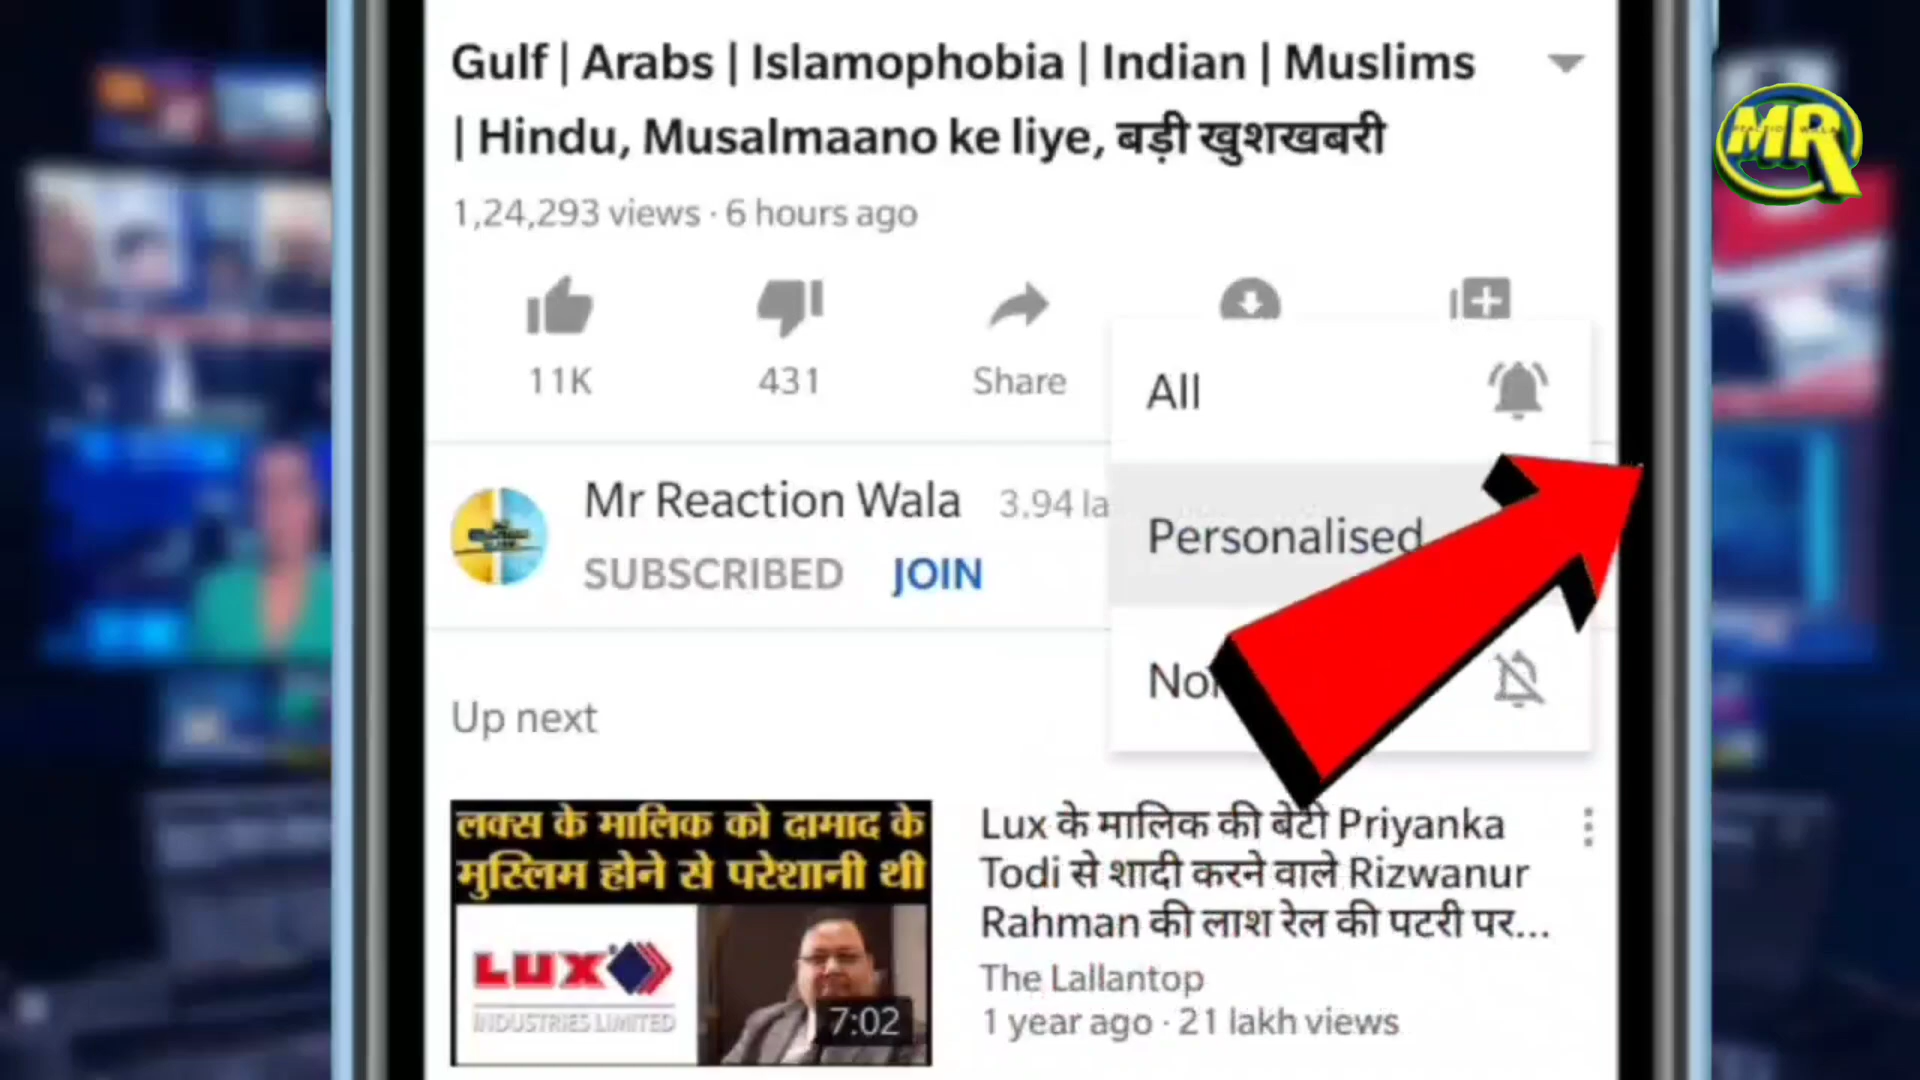 Gulf | Arabs | Islamophobia | Indian | Muslims
| Hindu, Musalmaano ke liye, बड़ी खुशखबरी
1,24,293 views · 6 hours ago
MR
REACTION WALA
11K
431
Share
All
Mr Reaction Wala 3.94 la
Personalised
SUBSCRIBED JOIN
Up next
लक्स के मालिक को दामाद के
मुस्लिम होने से परेशानी थी
LUX
INDUSTRIES LIMITED
7:02
Lux के मालिक की बेटी Priyanka
Todi से शादी करने वाले Rizwanur
Rahman की लाश रेल की पटरी पर...
The Lallantop
1 year ago · 21 lakh views